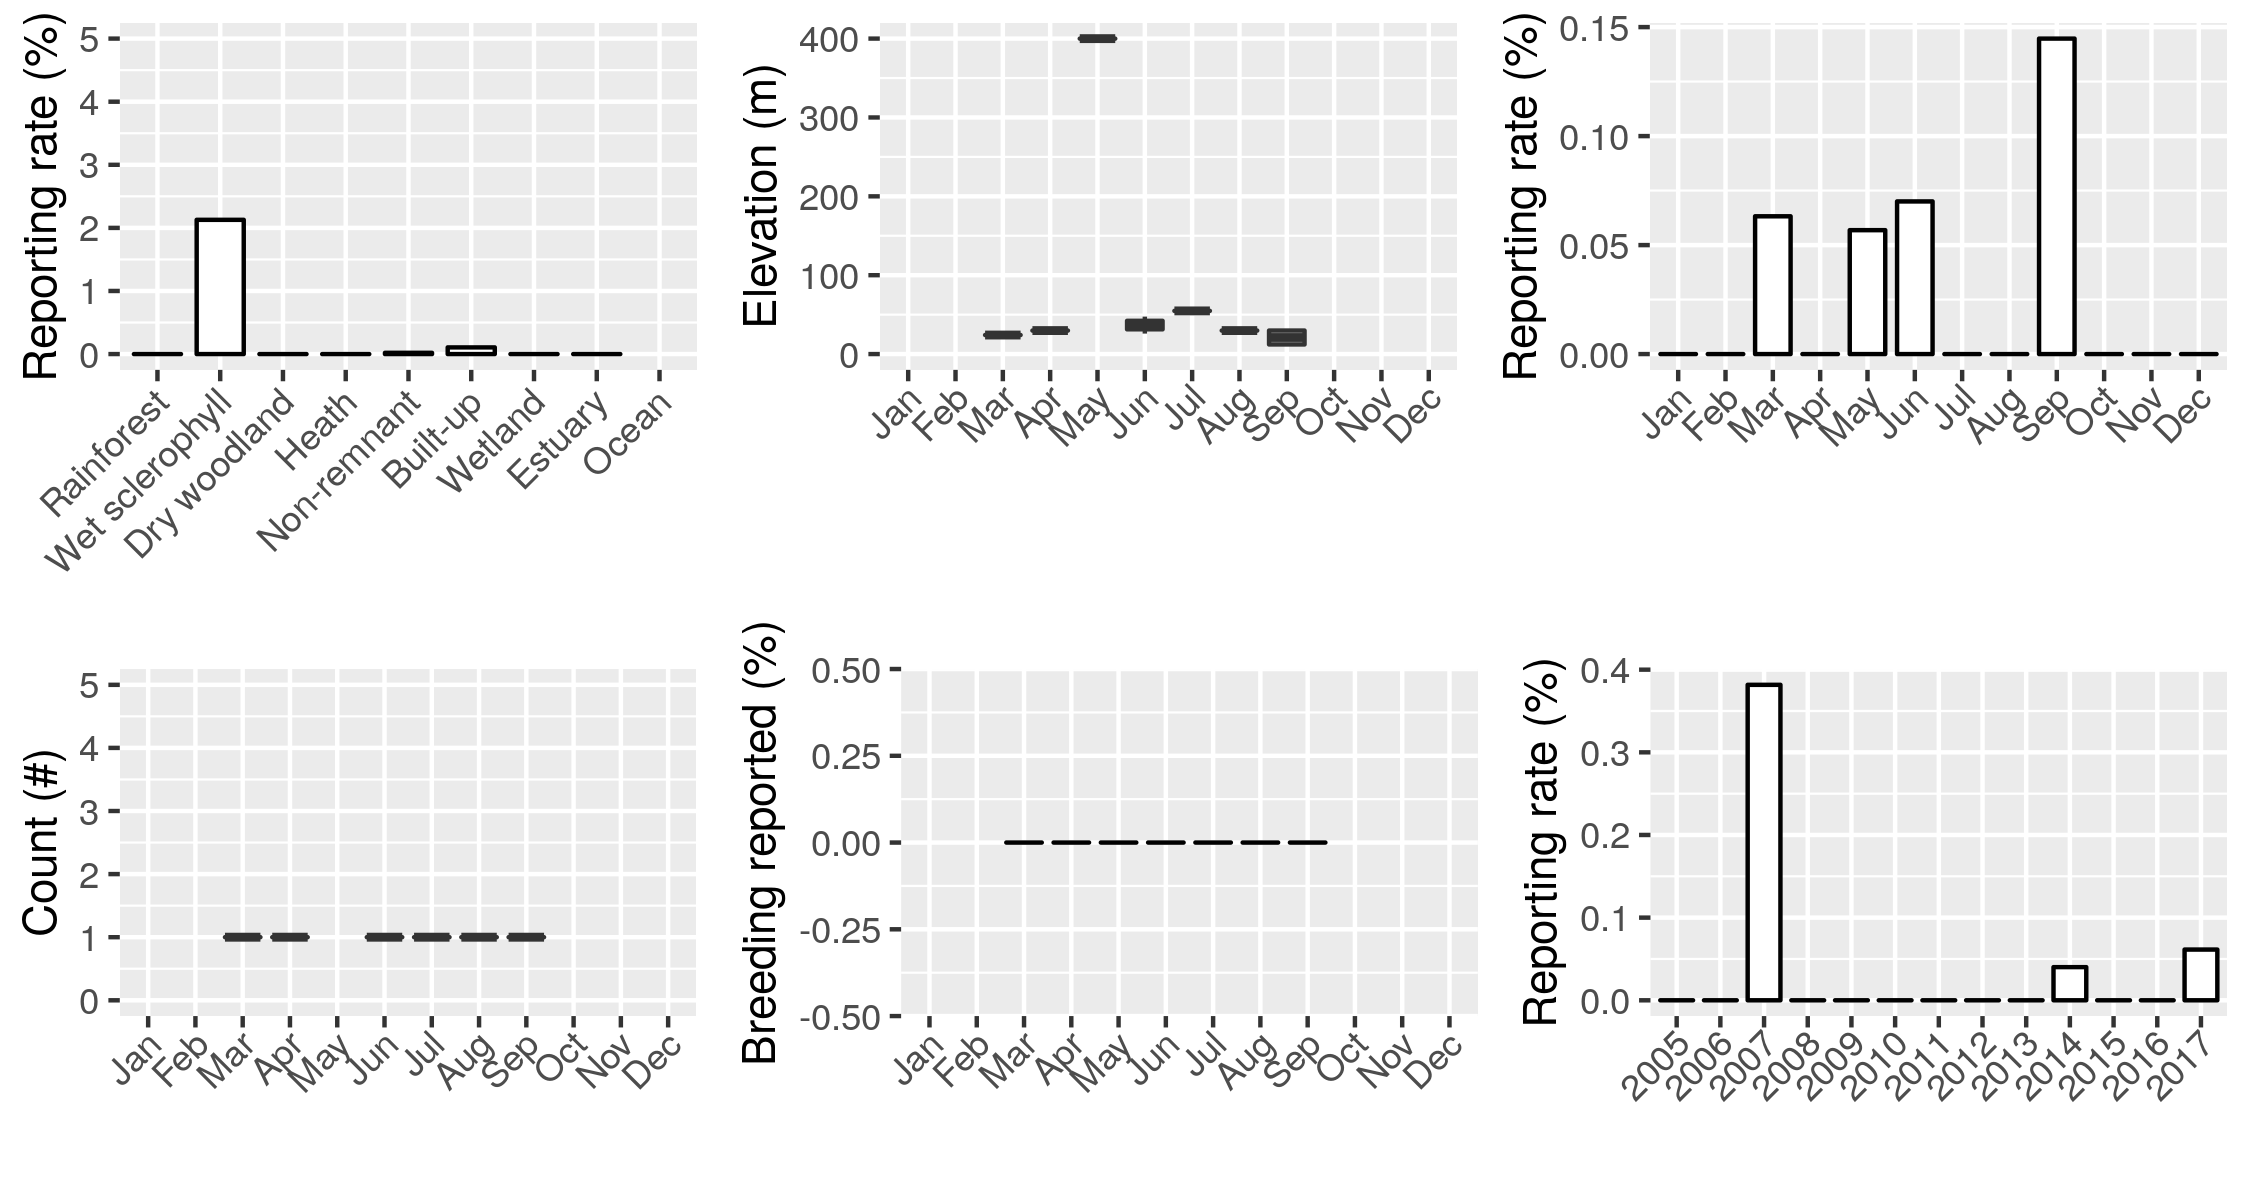 Reporting rate (%)
5
4
3
2
1
0
Rainforest
Wet sclerophyll
Dry woodland
Heath
Non-remnant
Built-up
Wetland
Estuary
Ocean
Elevation (m)
400
300
200
100
0
Jan Feb Mar Apr May Jun Jul Aug Sep Oct Nov Dec
Reporting rate (%)
0.15
0.10
0.05
0.00
Jan Feb Mar Apr May Jun Jul Aug Sep Oct Nov Dec
Count (#)
5
4
3
2
1
0
Jan Feb Mar Apr May Jun Jul Aug Sep Oct Nov Dec
Breeding reported (%)
0.50
0.25
0.00
-0.25
-0.50
Jan Feb Mar Apr May Jun Jul Aug Sep Oct Nov Dec
Reporting rate (%)
0.4
0.3
0.2
0.1
0.0
2005 2006 2007 2008 2009 2010 2011 2012 2013 2014 2015 2016 2017